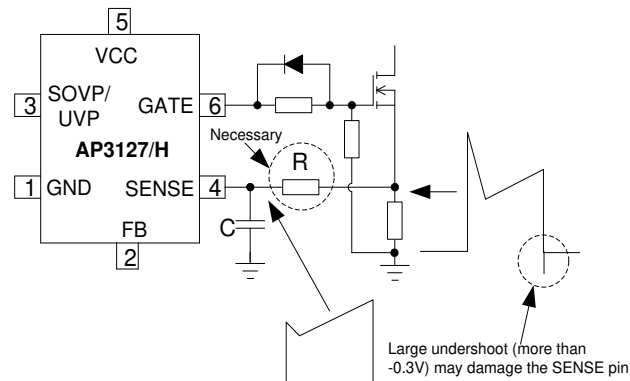 5
VCC
3
SOVP/
UVP
GATE
6
AP3127/H
Necessary
R
1
GND
SENSE
4
C
FB
2
Large undershoot (more than
-0.3V) may damage the SENSE pin